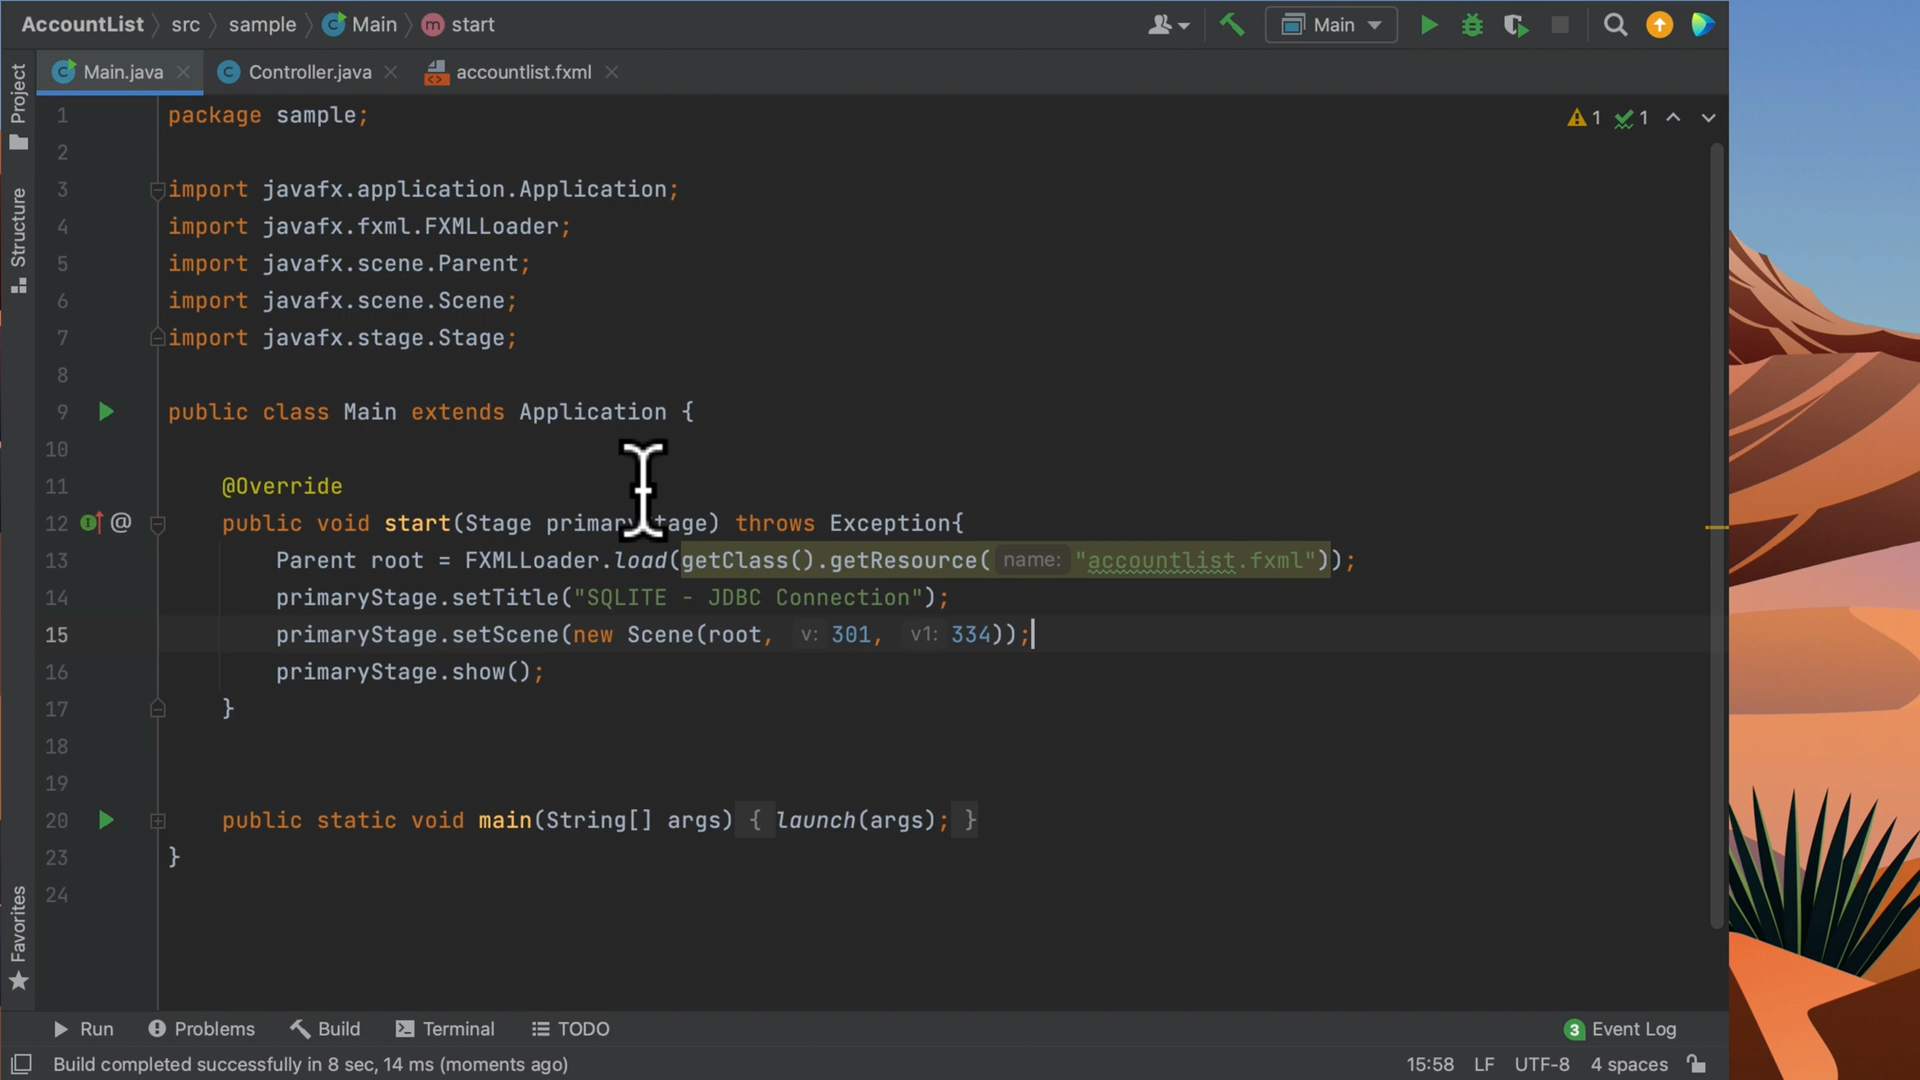 AccountList src sample Main start Main
Main.java Controller.java accountlist.fxml
Project
Structure
Favorites
1 package sample; 1 1
2
3 import javafx.application.Application;
4 import javafx.fxml.FXMLLoader;
5 import javafx.scene.Parent;
6 import javafx.scene.Scene;
7 import javafx.stage.Stage;
8
9 public class Main extends Application {
10
11 @Override
12 public void start(Stage primaryStage) throws Exception{
13 Parent root = FXMLLoader.load(getClass().getResource( name: "accountlist.fxml"));
14 primaryStage.setTitle("SQLITE - JDBC Connection");
15 primaryStage.setScene(new Scene(root, v: 301, v1: 334));
16 primaryStage.show();
17 }
18
19
20 public static void main(String[] args) { launch(args); }
23 }
24
Run Problems Build Terminal TODO 3 Event Log
Build completed successfully in 8 sec, 14 ms (moments ago) 15:58 LF UTF-8 4 spaces